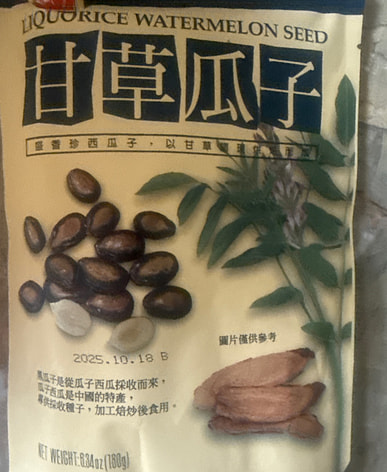 LIQUORICE WATERMELON SEED
甘草瓜子
西瓜子,以甘草
圖片僅供參考
2025.10.18 B
黑瓜子是從瓜子西瓜採收而來,
瓜子西瓜是中國的特產,
專供採收種子,加工焙炒後食用。
NET WEIGHT:6.34oz (180g)